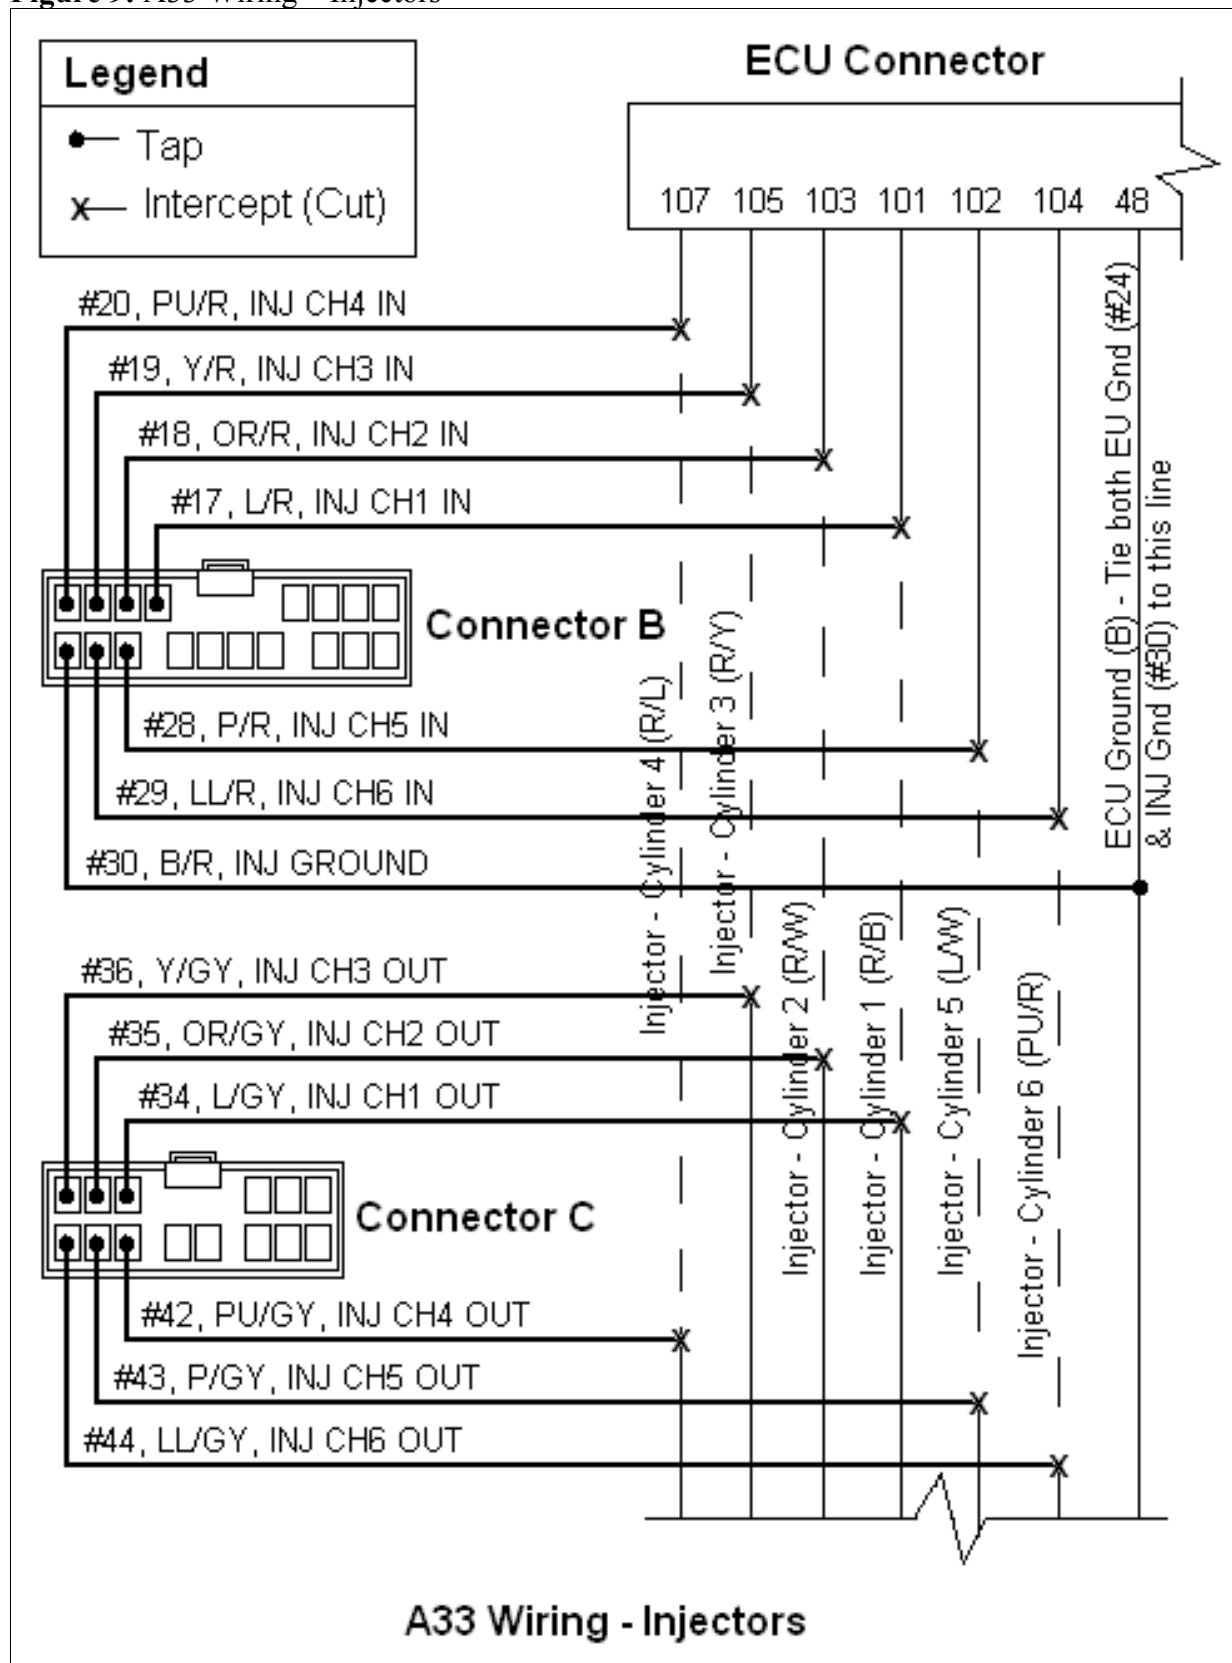 Figure 9: A33 Wiring – Injectors
Legend
Tap
Intercept (Cut)
ECU Connector
107 105 103 101 102 104 48
#20, PU/R, INJ CH4 IN
#19, Y/R, INJ CH3 IN
#18, OR/R, INJ CH2 IN
#17, L/R, INJ CH1 IN
Connector B
#28, P/R, INJ CH5 IN
#29, LL/R, INJ CH6 IN
#30, B/R, INJ GROUND
Injector - Cylinder 4 (R/L)
Injector - Cylinder 3 (R/Y)
Injector - Cylinder 2 (R/W)
Injector - Cylinder 1 (R/B)
Injector - Cylinder 5 (L/W)
Injector - Cylinder 6 (PU/R)
ECU Ground (B) - Tie both EU Gnd (#24)
& INJ Gnd (#30) to this line
#36, Y/GY, INJ CH3 OUT
#35, OR/GY, INJ CH2 OUT
#34, L/GY, INJ CH1 OUT
Connector C
#42, PU/GY, INJ CH4 OUT
#43, P/GY, INJ CH5 OUT
#44, LL/GY, INJ CH6 OUT
A33 Wiring - Injectors